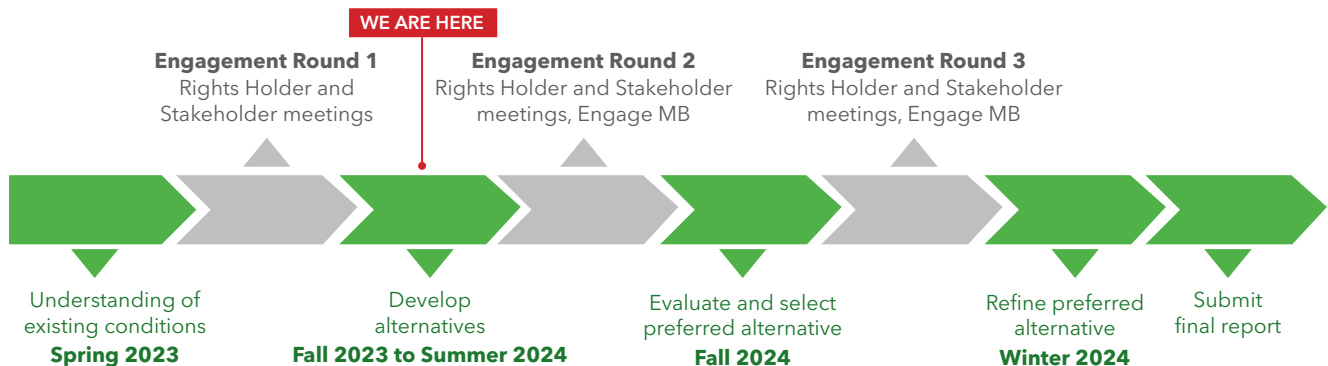 WE ARE HERE
Engagement Round 1
Rights Holder and
Stakeholder meetings
Engagement Round 2
Rights Holder and Stakeholder
meetings, Engage MB
Engagement Round 3
Rights Holder and Stakeholder
meetings, Engage MB
Understanding of
existing conditions
Spring 2023
Develop
alternatives
Fall 2023 to Summer 2024
Evaluate and select
preferred alternative
Fall 2024
Refine preferred
alternative
Winter 2024
Submit
final report